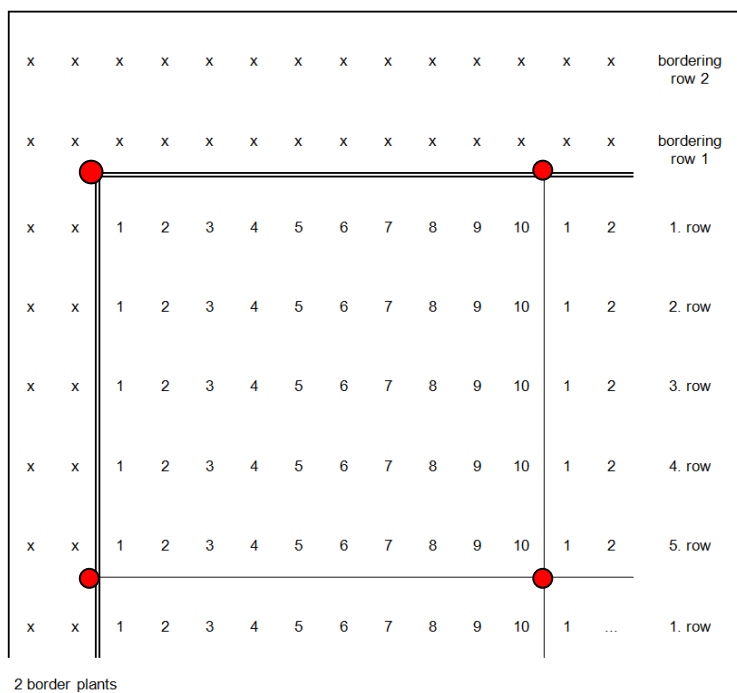 x x x x x x x x x x x x x x bordering
row 2
x x x x x x x x x x x x x x bordering
row 1
x x 1 2 3 4 5 6 7 8 9 10 1 2 1. row
x x 1 2 3 4 5 6 7 8 9 10 1 2 2. row
x x 1 2 3 4 5 6 7 8 9 10 1 2 3. row
x x 1 2 3 4 5 6 7 8 9 10 1 2 4. row
x x 1 2 3 4 5 6 7 8 9 10 1 2 5. row
x x 1 2 3 4 5 6 7 8 9 10 1 ... 1. row
2 border plants